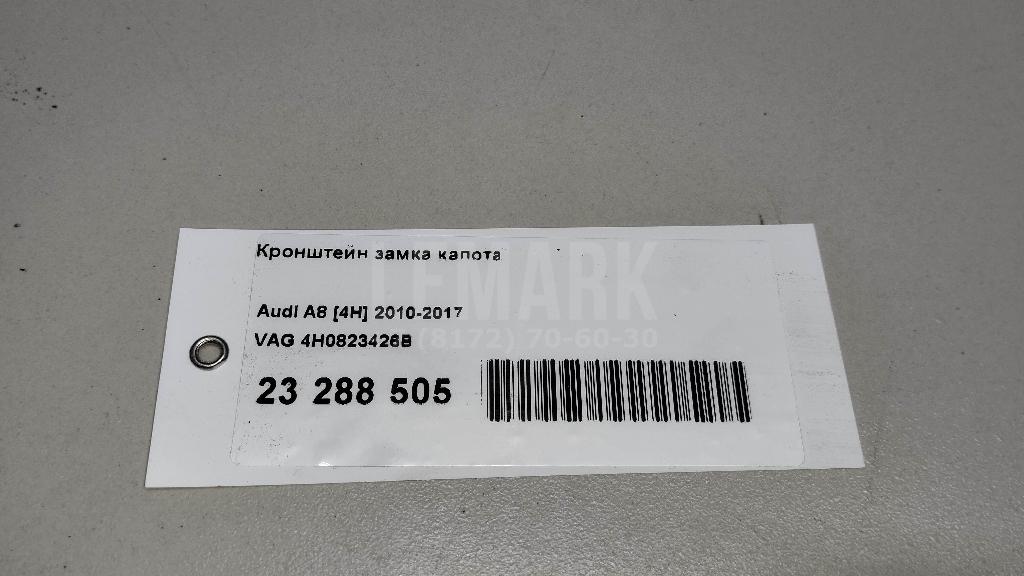 Кронштейн замка капота
LEMARK
Audi A8 [4H] 2010-2017
(8172) 70-60-30
VAG 4H0823426B
23 288 505